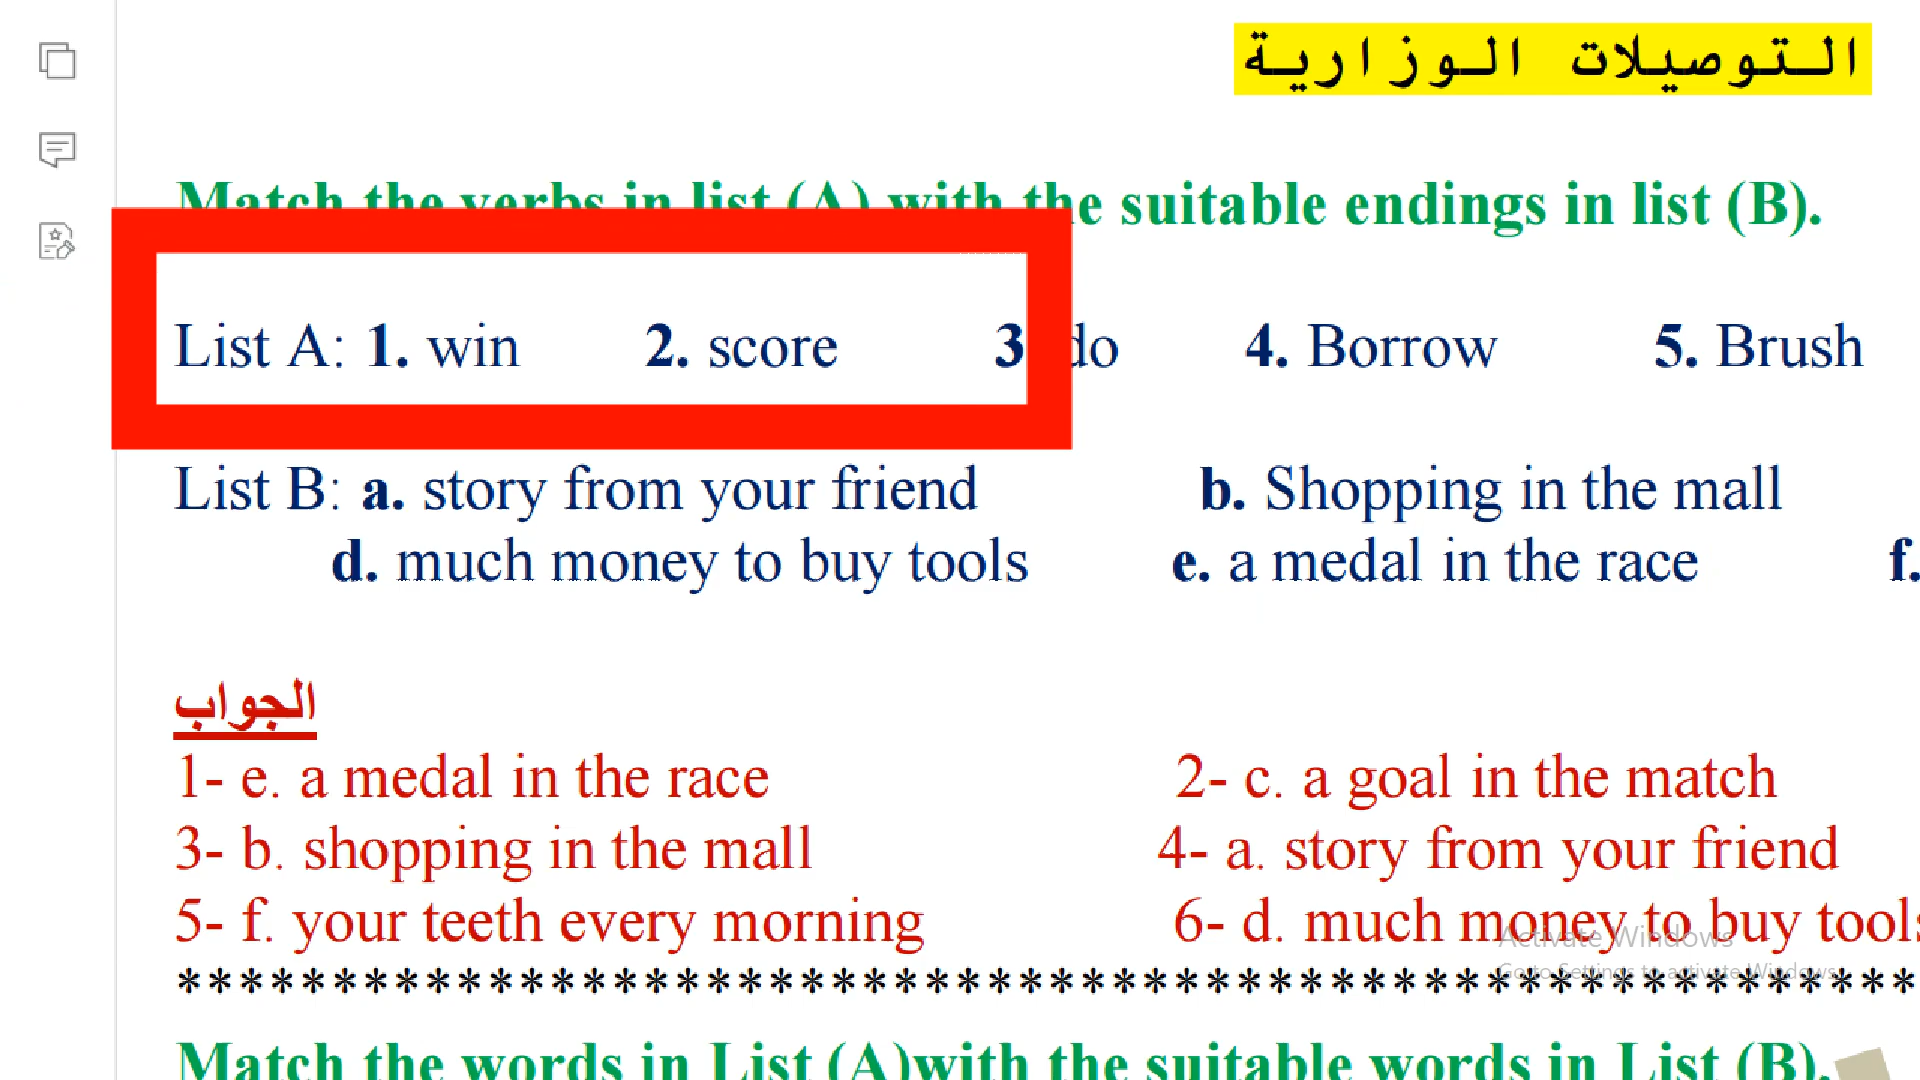 التوصيلات الوزارية
Match the verbs in list (A) with the suitable endings in list (B).
List A: 1. win 2. score 3 do 4. Borrow 5. Brush
List B: a. story from your friend b. Shopping in the mall
d. much money to buy tools e. a medal in the race f.
الجواب
1- e. a medal in the race 2- c. a goal in the match
3- b. shopping in the mall 4- a. story from your friend
5- f. your teeth every morning 6- d. much money to buy tools
Activate Windows
Go to Settings to activate Windows.
****************************************************
Match the words in List (A)with the suitable words in List (B).